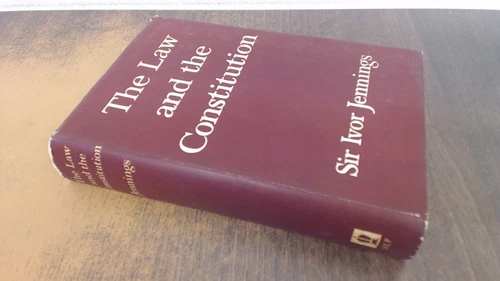 The Law
and the
Constitution
Sir Ivor Jennings
The Law
and the
Constitution
Jennings